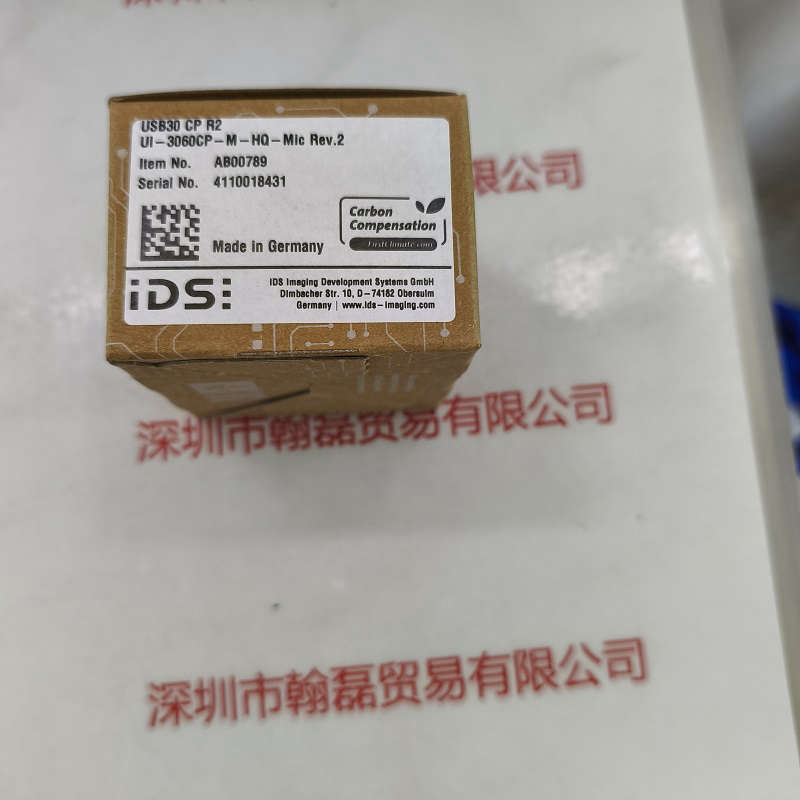 USB30 CP R2
UI-3060CP-M-HQ-Mic Rev.2
Item No. AB00789
Serial No. 4110018431
Carbon
Compensation
FirstClimate.com
Made in Germany
IDS
IDS Imaging Development Systems GmbH
Dimbacher Str. 10, D-74182 Obersulm
Germany | www.ids-imaging.com
限公司
深圳市翰磊贸易有限公司
深圳市翰磊贸易有限公司